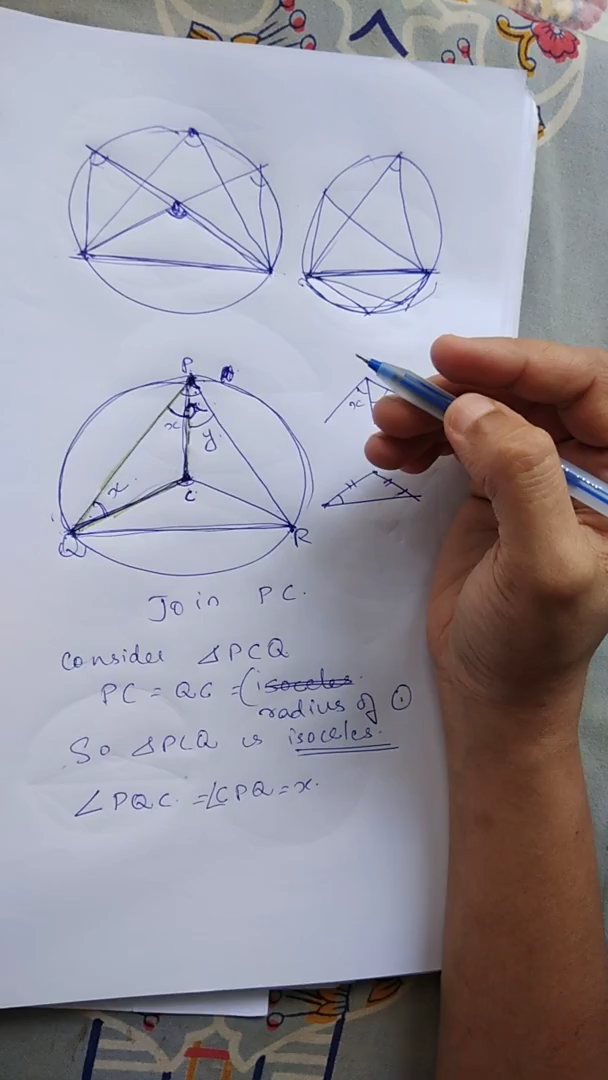 P
x
x
y
x
C
Q
R
x
Join PC.
Consider △PCQ
PC = QC = (isoceles
radius of ⊙
So △PCQ is isoceles.
∠PQC = ∠CPQ = x.